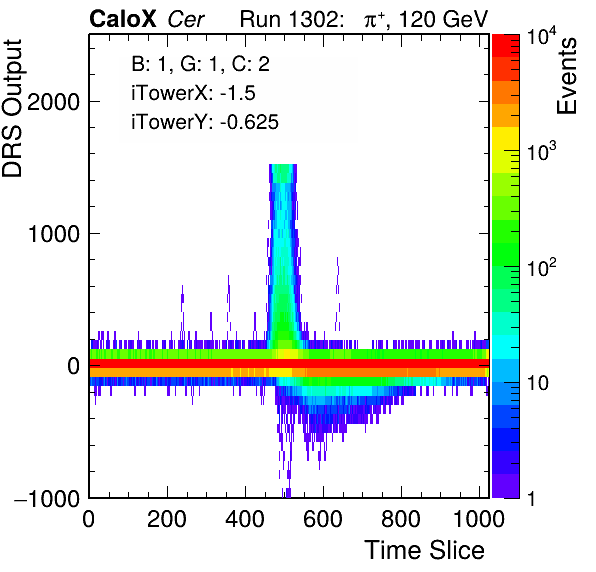 CaloX Cer Run 1302: π⁺, 120 GeV
B: 1, G: 1, C: 2
iTowerX: -1.5
iTowerY: -0.625
DRS Output
2000
1000
0
−1000
0 200 400 600 800 1000
Time Slice
Events
10⁴
10³
10²
10
1